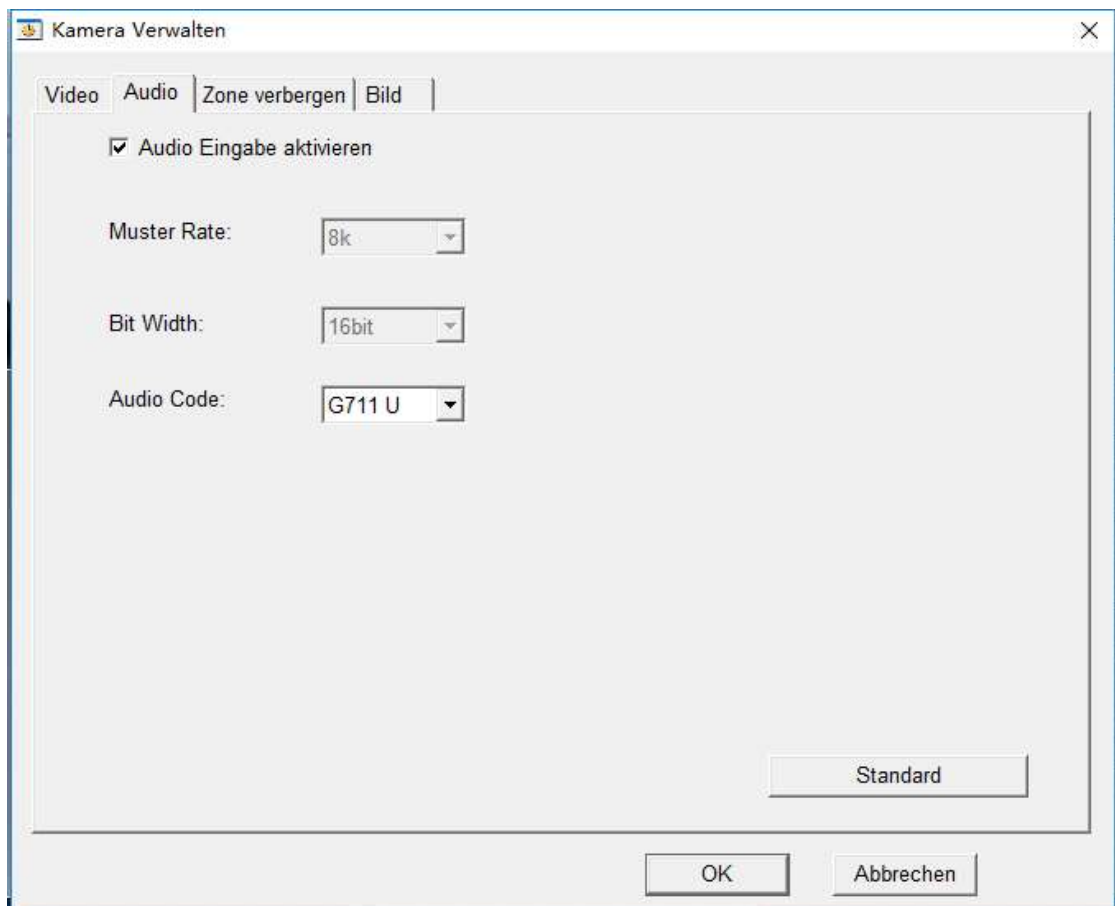 Kamera Verwalten
Video Audio Zone verbergen Bild
Audio Eingabe aktivieren
Muster Rate: 8k
Bit Width: 16bit
Audio Code: G711 U
Standard
OK Abbrechen